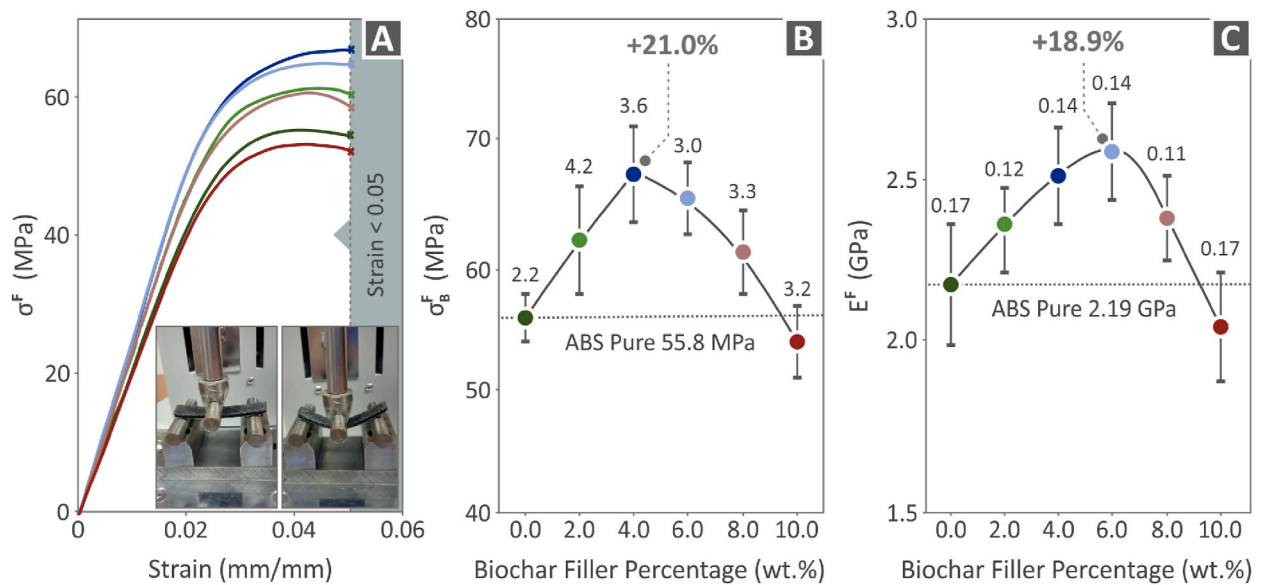 A
σF (MPa)
60
40
20
0
0
0.02
0.04
0.06
Strain (mm/mm)
Strain < 0.05
B
+21.0%
σBF (MPa)
80
70
60
50
40
2.2
4.2
3.6
3.0
3.3
3.2
ABS Pure 55.8 MPa
0.0 2.0 4.0 6.0 8.0 10.0
Biochar Filler Percentage (wt.%)
C
+18.9%
EF (GPa)
3.0
2.5
2.0
1.5
0.17
0.12
0.14
0.14
0.11
0.17
ABS Pure 2.19 GPa
0.0 2.0 4.0 6.0 8.0 10.0
Biochar Filler Percentage (wt.%)